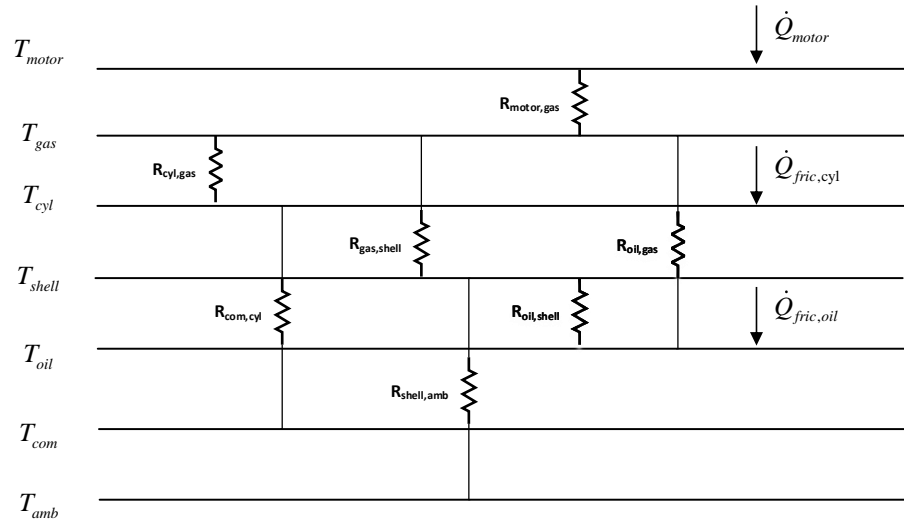 T_motor
Q̇_motor
R_motor,gas
T_gas
R_cyl,gas
Q̇_fric,cyl
T_cyl
R_gas,shell
R_oil,gas
T_shell
R_com,cyl
R_oil,shell
Q̇_fric,oil
T_oil
R_shell,amb
T_com
T_amb